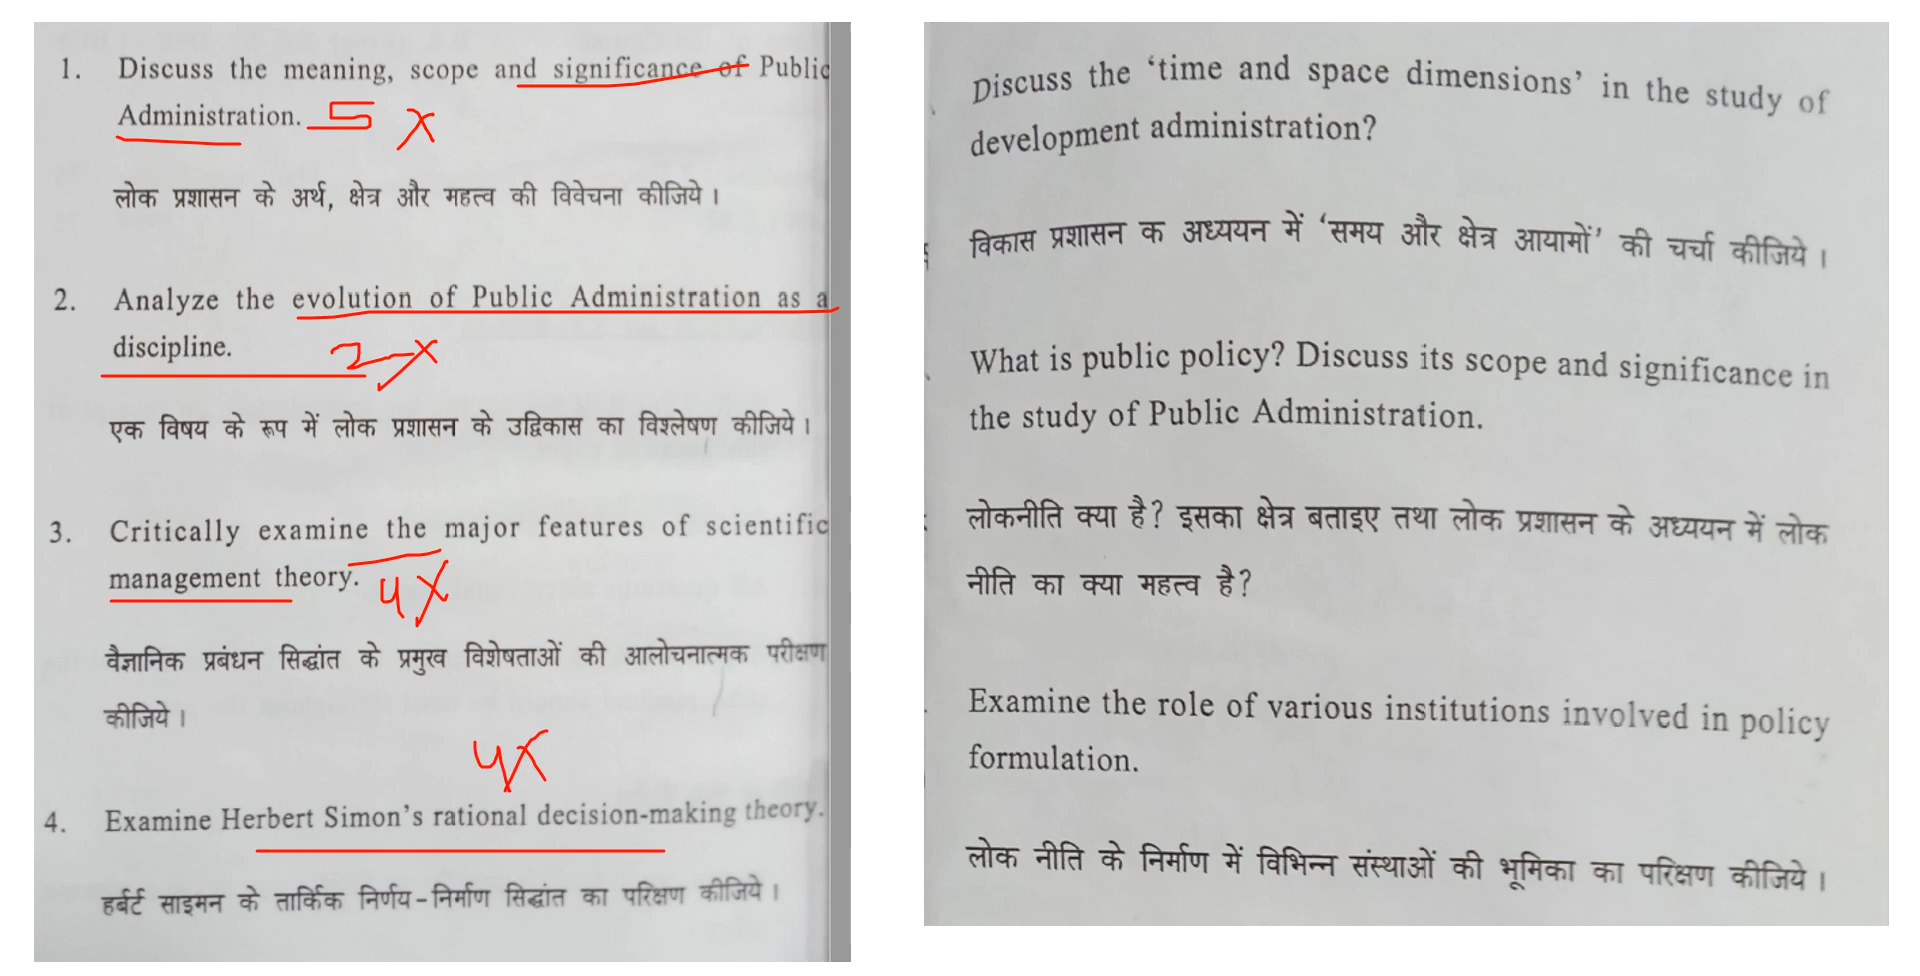 1. Discuss the meaning, scope and significance of Public
Administration. 5 x
लोक प्रशासन के अर्थ, क्षेत्र और महत्व की विवेचना कीजिये।
2. Analyze the evolution of Public Administration as a
discipline. 2 x
एक विषय के रूप में लोक प्रशासन के उद्विकास का विश्लेषण कीजिये।
3. Critically examine the major features of scientific
management theory. 4 x
वैज्ञानिक प्रबंधन सिद्धांत के प्रमुख विशेषताओं की आलोचनात्मक परीक्षण
कीजिये।
4x
4. Examine Herbert Simon's rational decision-making theory.
हर्बर्ट साइमन के तार्किक निर्णय-निर्माण सिद्धांत का परिक्षण कीजिये।
Discuss the 'time and space dimensions' in the study of
development administration?
विकास प्रशासन क अध्ययन में 'समय और क्षेत्र आयामों' की चर्चा कीजिये।
What is public policy? Discuss its scope and significance in
the study of Public Administration.
लोकनीति क्या है? इसका क्षेत्र बताइए तथा लोक प्रशासन के अध्ययन में लोक
नीति का क्या महत्व है?
Examine the role of various institutions involved in policy
formulation.
लोक नीति के निर्माण में विभिन्न संस्थाओं की भूमिका का परिक्षण कीजिये।